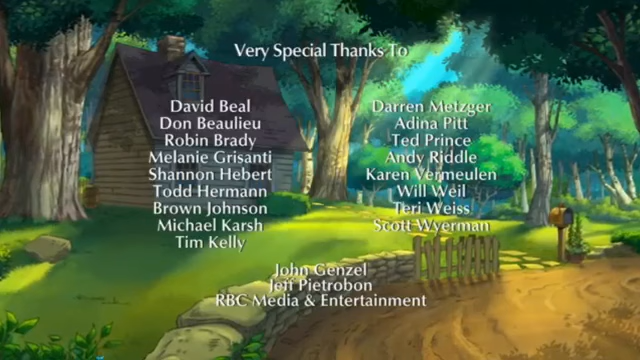 Very Special Thanks To
David Beal
Don Beaulieu
Robin Brady
Melanie Grisanti
Shannon Hebert
Todd Hermann
Brown Johnson
Michael Karsh
Tim Kelly
Darren Metzger
Adina Pitt
Ted Prince
Andy Riddle
Karen Vermeulen
Will Weil
Teri Weiss
Scott Wyerman
John Genzel
Jeff Pietrobon
RBC Media & Entertainment